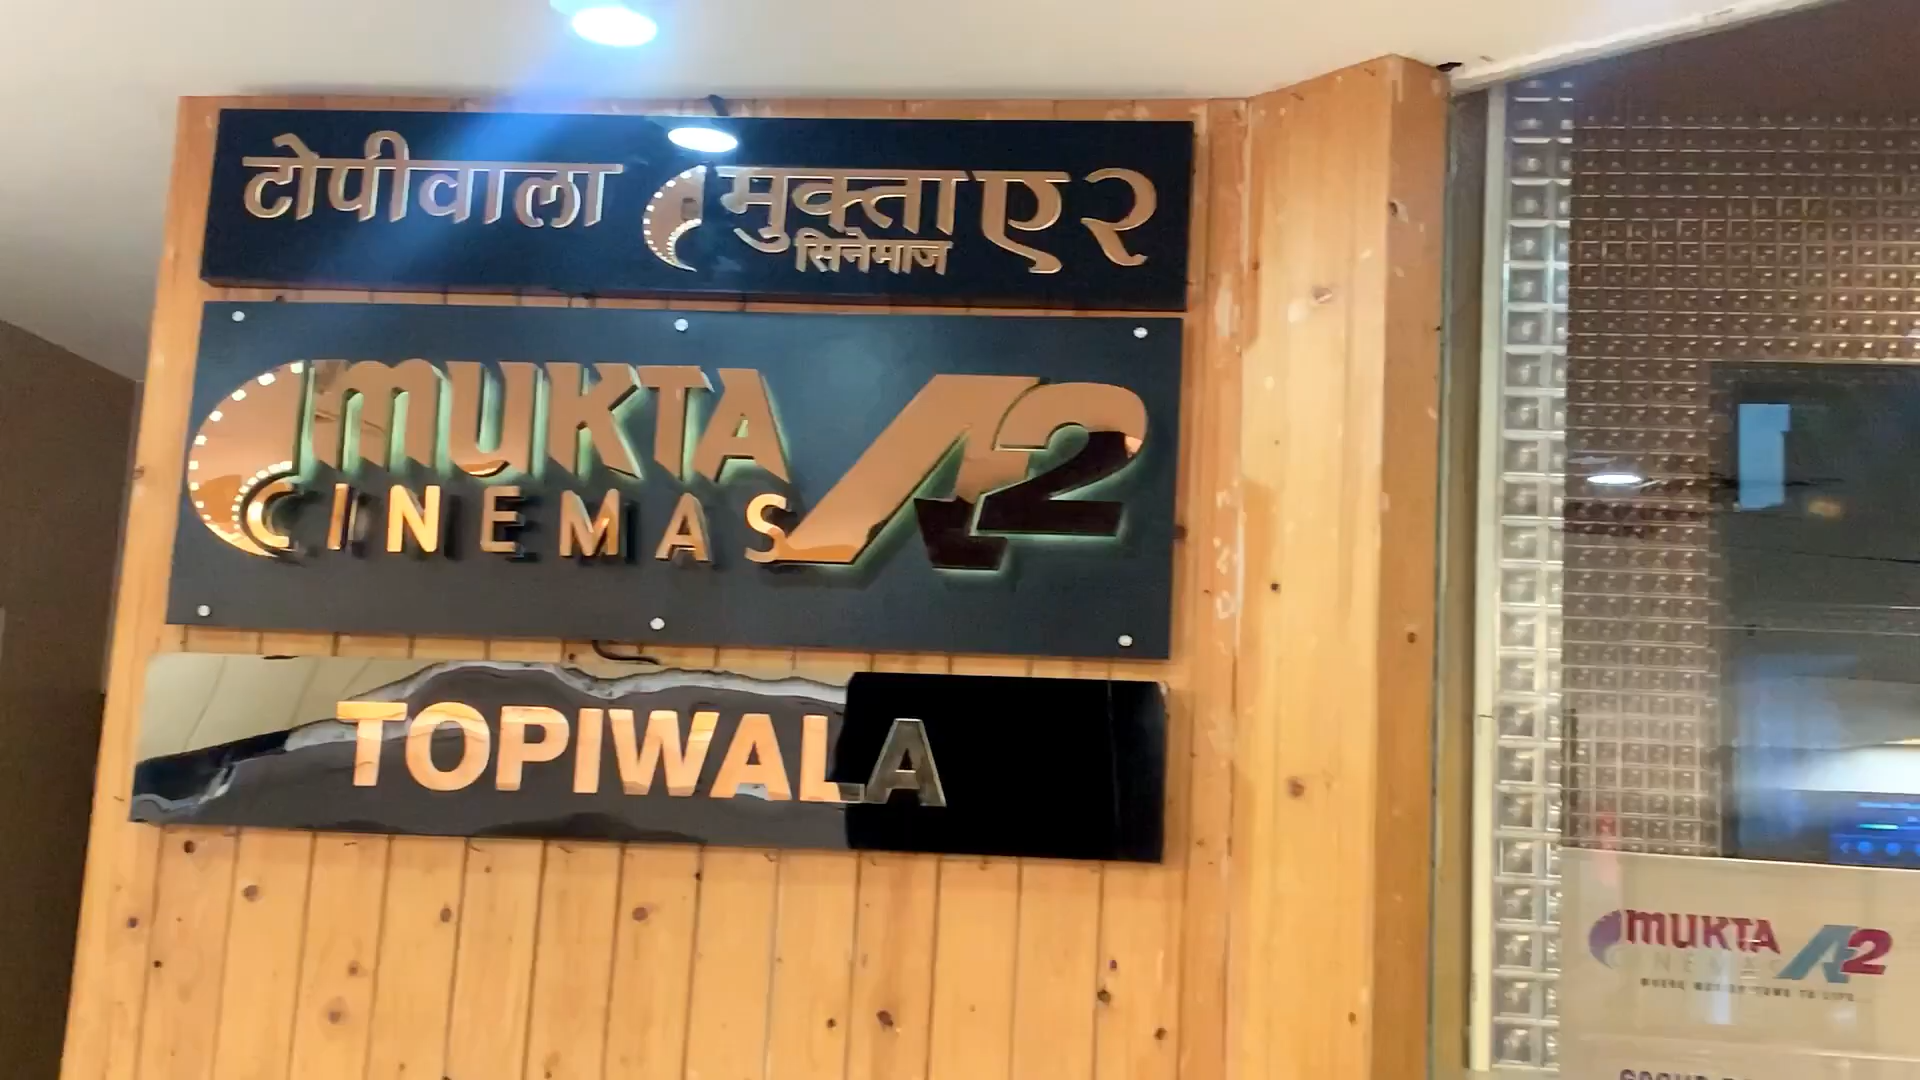 टोपीवाला मुक्ता ए२
सिनेमाज
MUKTA A2
CINEMAS
TOPIWALA
MUKTA A2
CINEMAS